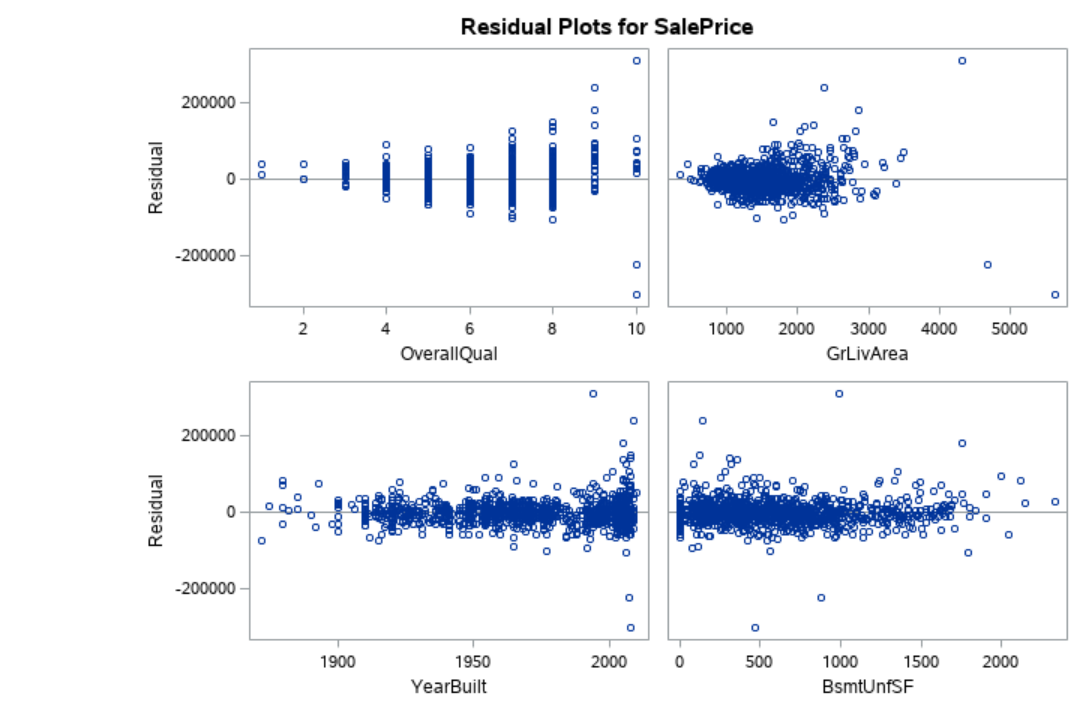 Residual Plots for SalePrice
Residual
200000
0
-200000
2 4 6 8 10
OverallQual
1000 2000 3000 4000 5000
GrLivArea
Residual
200000
0
-200000
1900 1950 2000
YearBuilt
0 500 1000 1500 2000
BsmtUnfSF